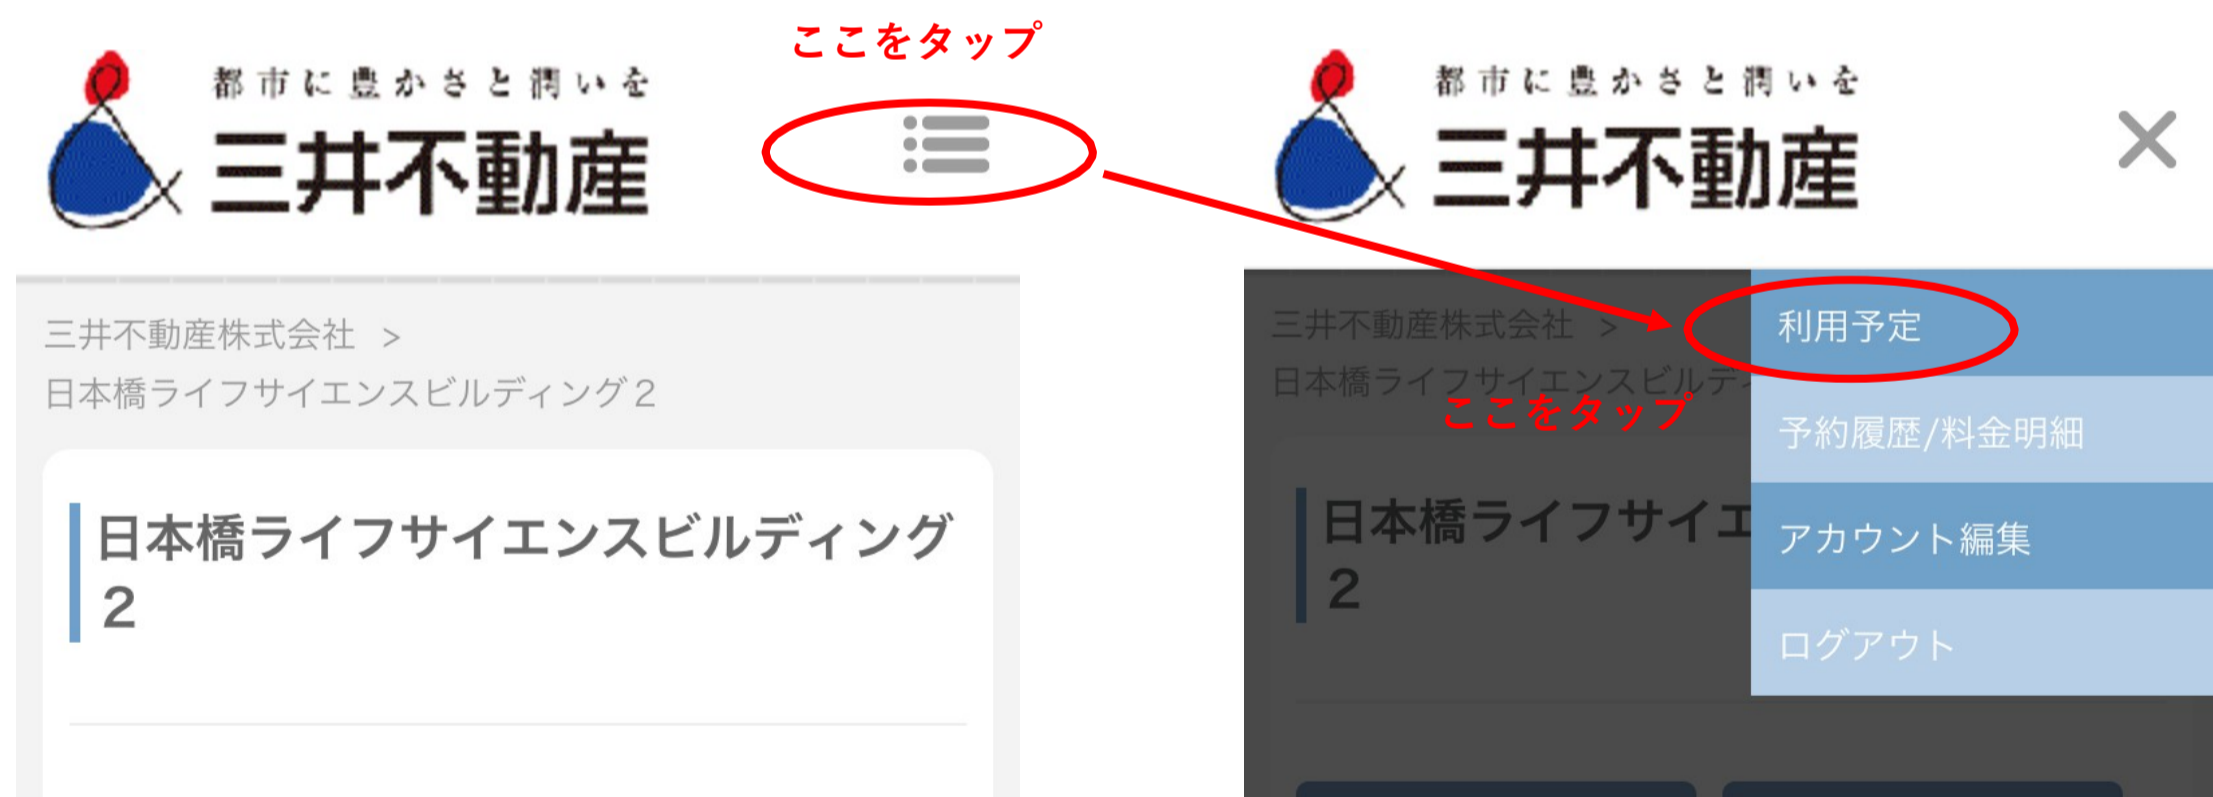 ここをタップ
都市に豊かさと潤いを
三井不動産
三井不動産株式会社 >
日本橋ライフサイエンスビルディング２
日本橋ライフサイエンスビルディング
２
都市に豊かさと潤いを
三井不動産
三井不動産株式会社 >
日本橋ライフサイエンスビルデ
ここをタップ
日本橋ライフサイエ
２
利用予定
予約履歴/料金明細
アカウント編集
ログアウト